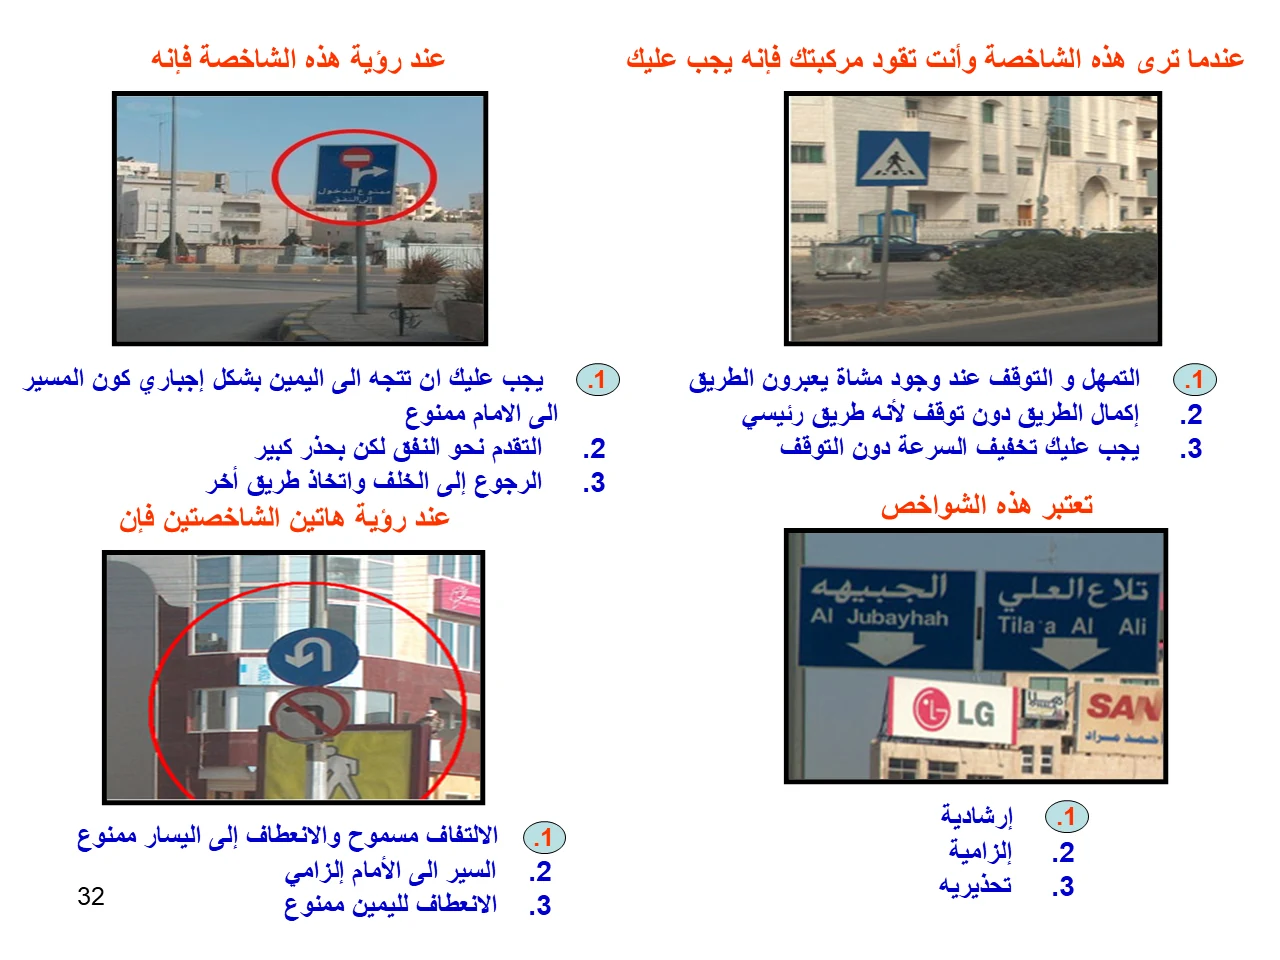 عندما ترى هذه الشاخصة وأنت تقود مركبتك فإنه يجب عليك
1. التمهل و التوقف عند وجود مشاة يعبرون الطريق
2. إكمال الطريق دون توقف لأنه طريق رئيسي
3. يجب عليك تخفيف السرعة دون التوقف
عند رؤية هذه الشاخصة فإنه
ممنوع الدخول
إلى النفق
1. يجب عليك ان تتجه الى اليمين بشكل إجباري كون المسير
الى الامام ممنوع
2. التقدم نحو النفق لكن بحذر كبير
3. الرجوع إلى الخلف واتخاذ طريق أخر
تعتبر هذه الشواخص
الجبيهه
Al Jubayhah
تلاع العلي
Tila'a Al Ali
LG
SAN
حمد مراد
1. إرشادية
2. إلزامية
3. تحذيريه
عند رؤية هاتين الشاخصتين فإن
1. الالتفاف مسموح والانعطاف إلى اليسار ممنوع
2. السير الى الأمام إلزامي
3. الانعطاف لليمين ممنوع
32